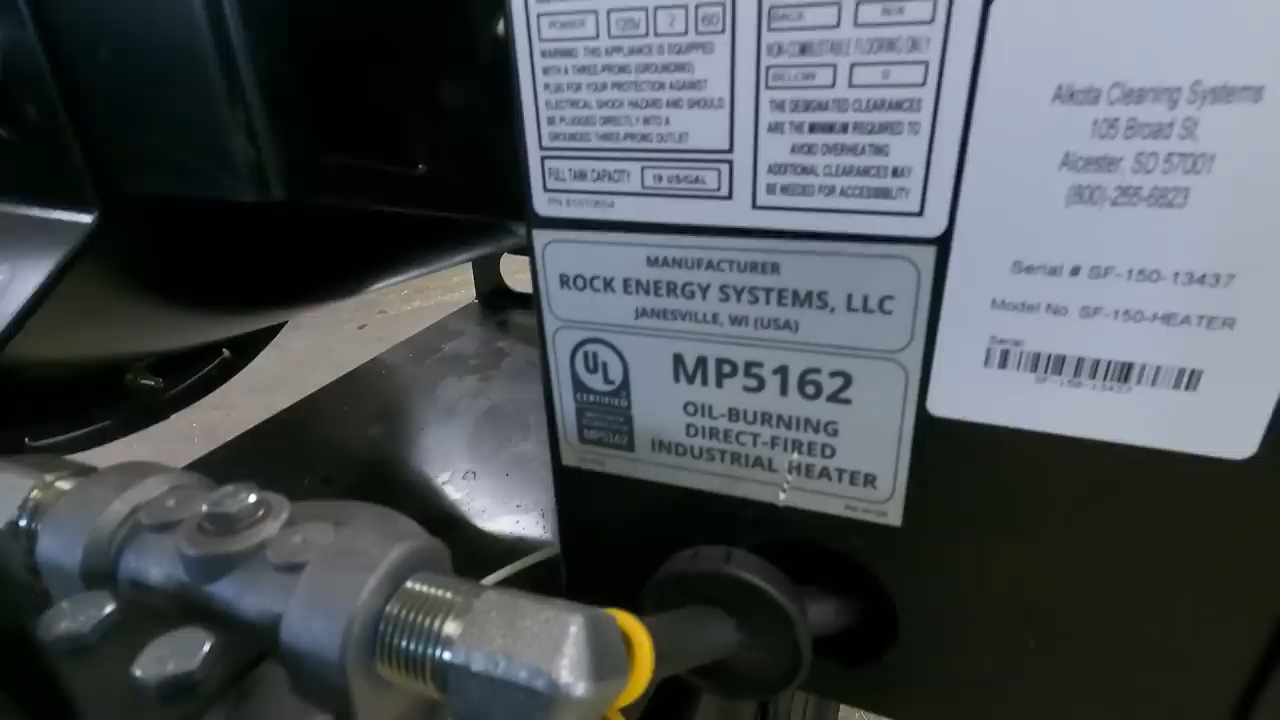 POWER 120V 2 60
WARNING: THIS APPLIANCE IS EQUIPPED
WITH A THREE-PRONG (GROUNDING)
PLUG FOR YOUR PROTECTION AGAINST
ELECTRICAL SHOCK HAZARD AND SHOULD
BE PLUGGED DIRECTLY INTO A
GROUNDED THREE-PRONG OUTLET
FULL TANK CAPACITY 19 US/GAL
BACK N/A
NON-COMBUSTABLE FLOORING ONLY
BELOW 0
THE DESIGNATED CLEARANCES
ARE THE MINIMUM REQUIRED TO
AVOID OVERHEATING
ADDITIONAL CLEARANCES MAY
BE NEEDED FOR ACCESSIBILITY
MANUFACTURER
ROCK ENERGY SYSTEMS, LLC
JANESVILLE, WI (USA)
UL
CERTIFIED
MP5162
MP5162
OIL-BURNING
DIRECT-FIRED
INDUSTRIAL HEATER
Alkota Cleaning Systems
105 Broad St.
Alcester, SD 57001
(800)-255-6823
Serial # SF-150-13437
Model No. SF-150-HEATER
Serial
SF-150-13437